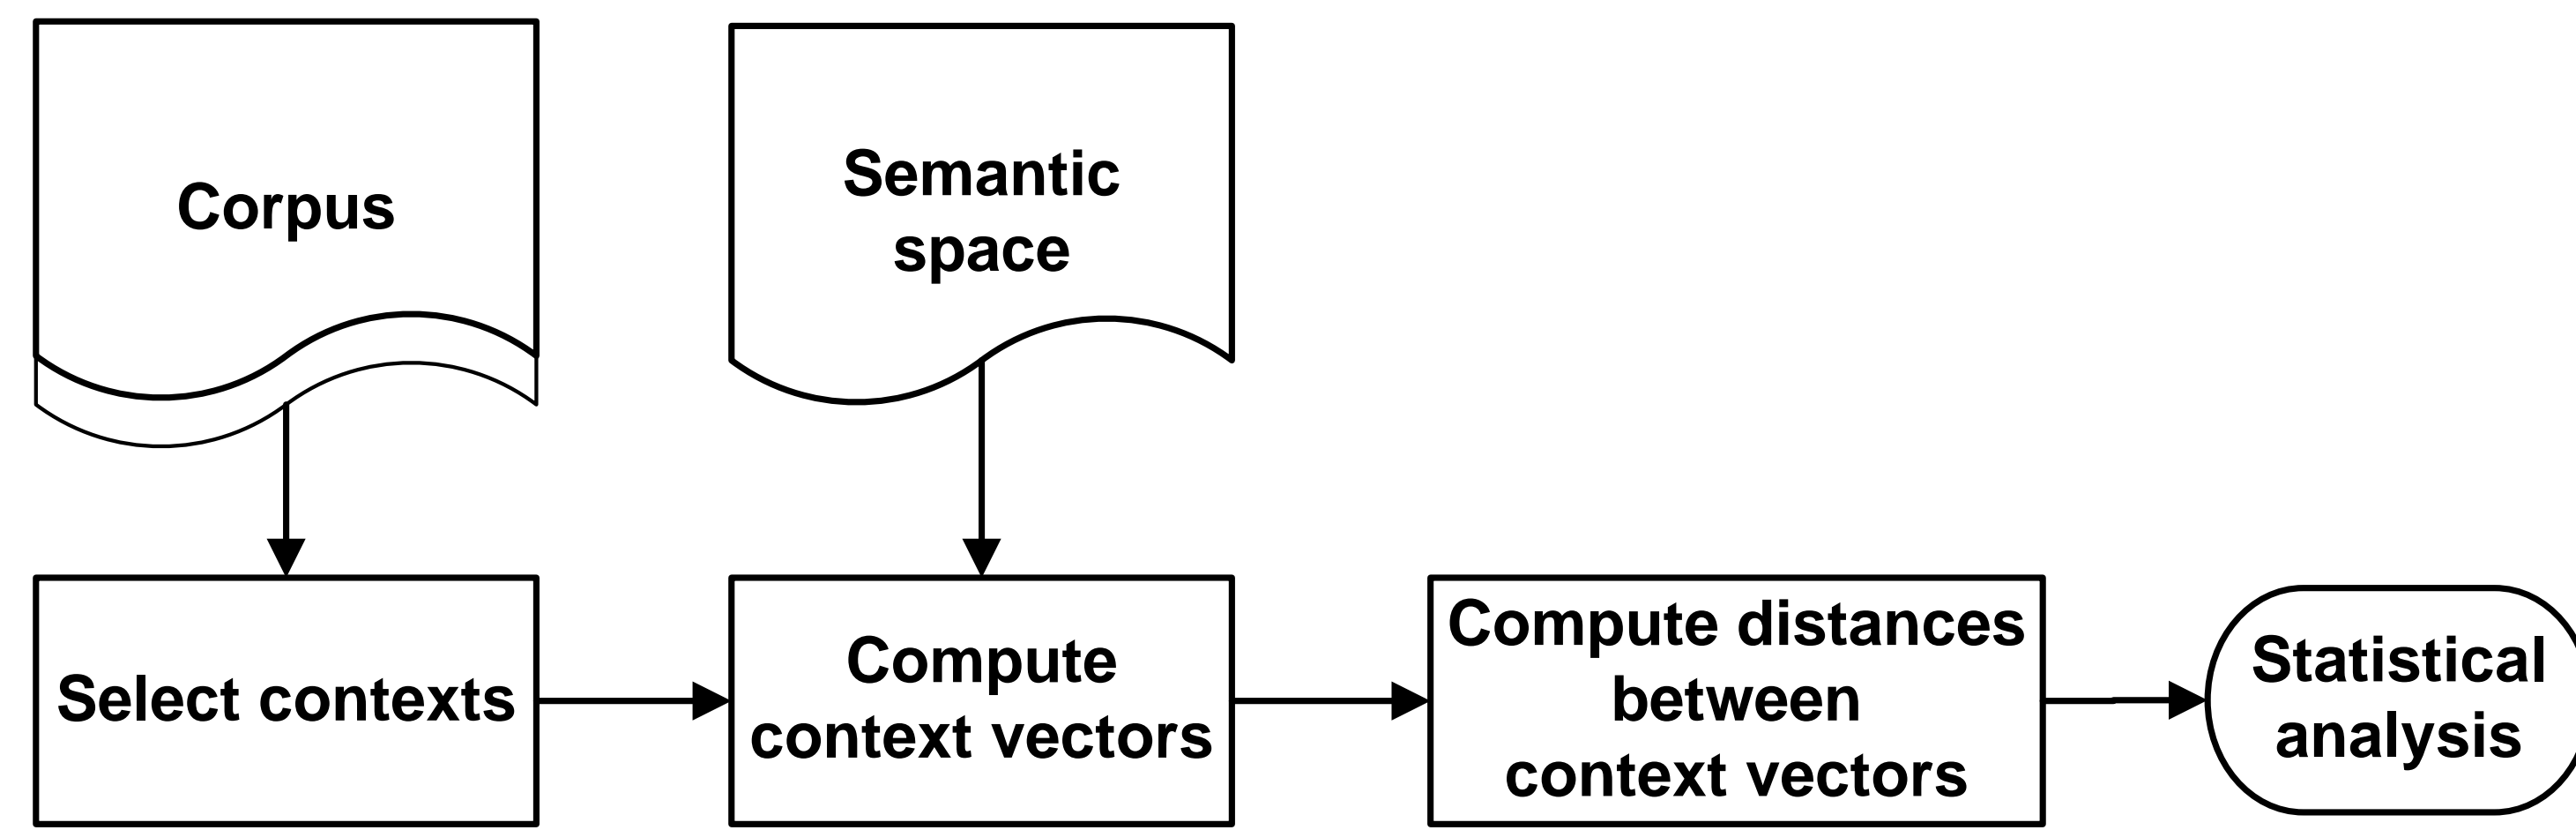 Corpus
Semantic
space
Select contexts
Compute
context vectors
Compute distances
between
context vectors
Statistical
analysis